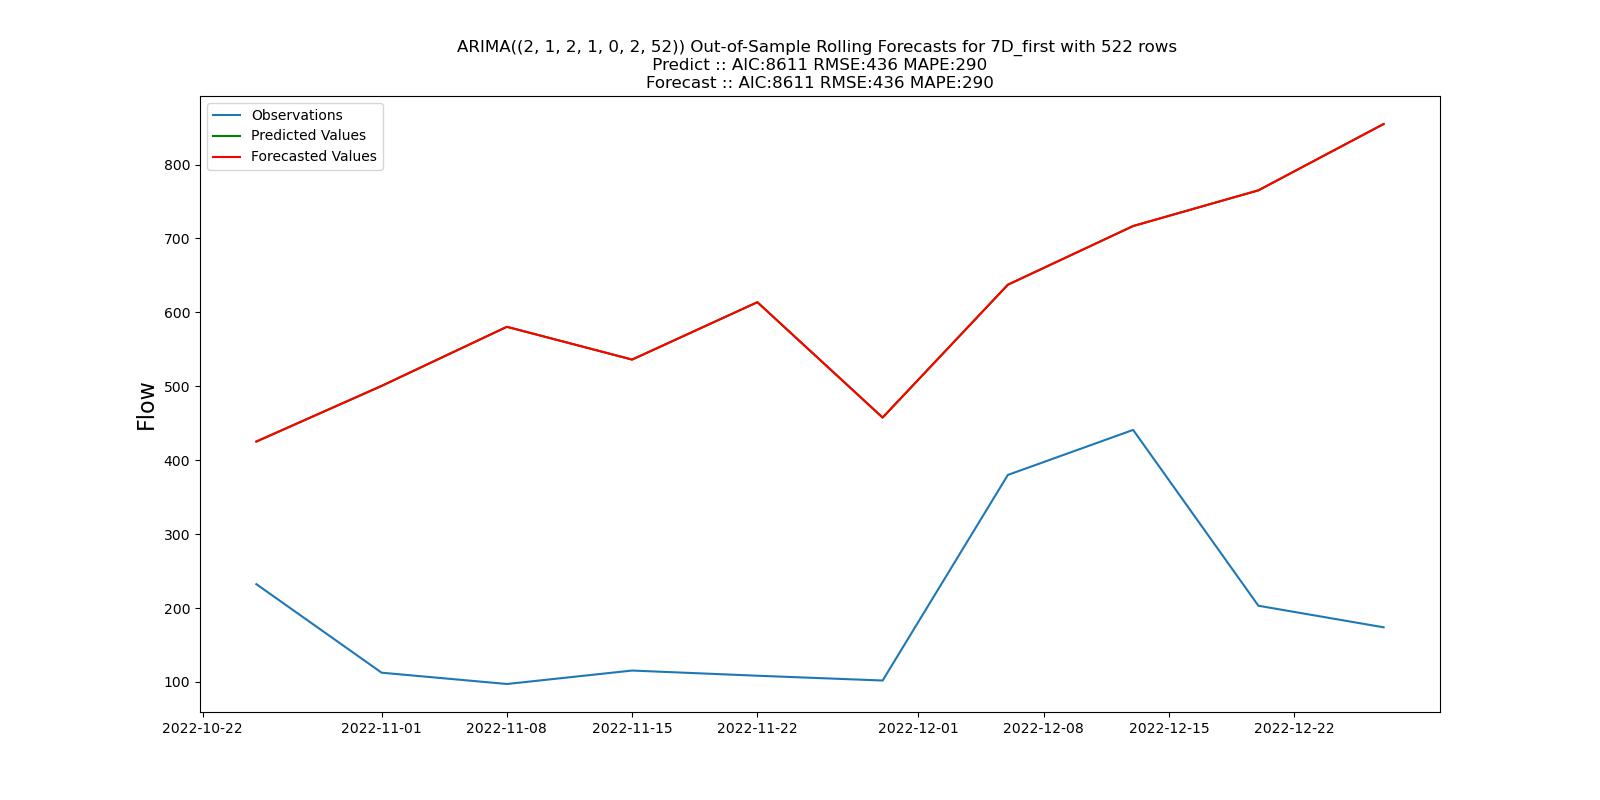 ARIMA((2, 1, 2, 1, 0, 2, 52)) Out-of-Sample Rolling Forecasts for 7D_first with 522 rows
Predict :: AIC:8611 RMSE:436 MAPE:290
Forecast :: AIC:8611 RMSE:436 MAPE:290
Observations
Predicted Values
Forecasted Values
800
700
600
500
400
300
200
100
Flow
2022-10-22
2022-11-01
2022-11-08
2022-11-15
2022-11-22
2022-12-01
2022-12-08
2022-12-15
2022-12-22